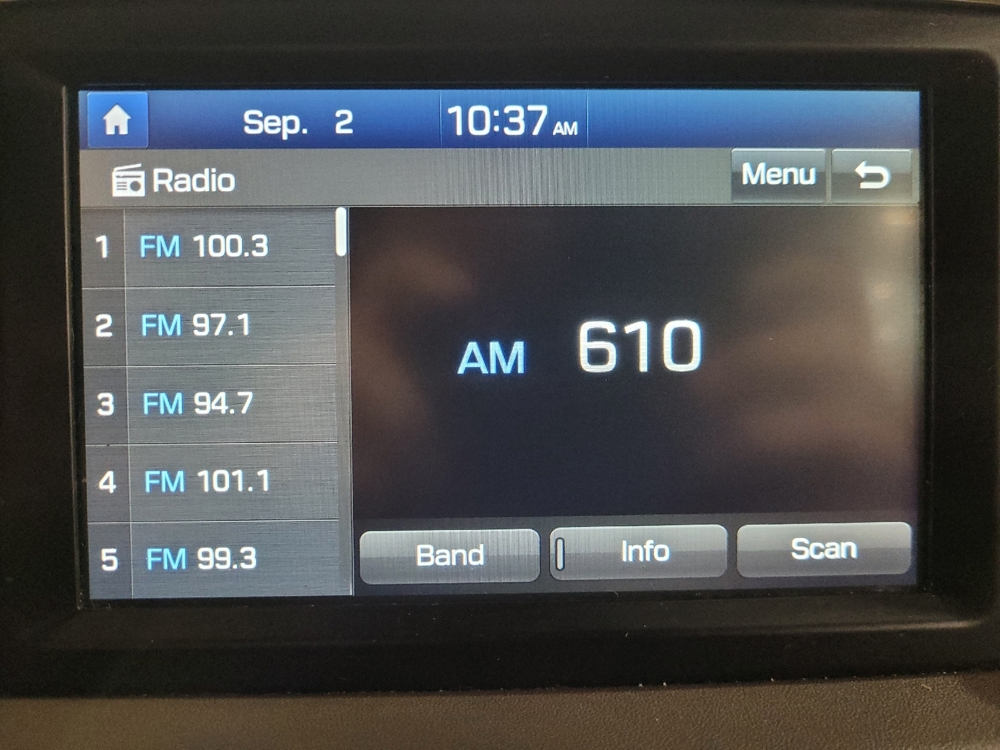 Sep. 2 10:37 AM
Radio Menu
1 FM 100.3
2 FM 97.1
3 FM 94.7
4 FM 101.1
5 FM 99.3
AM 610
Band Info Scan